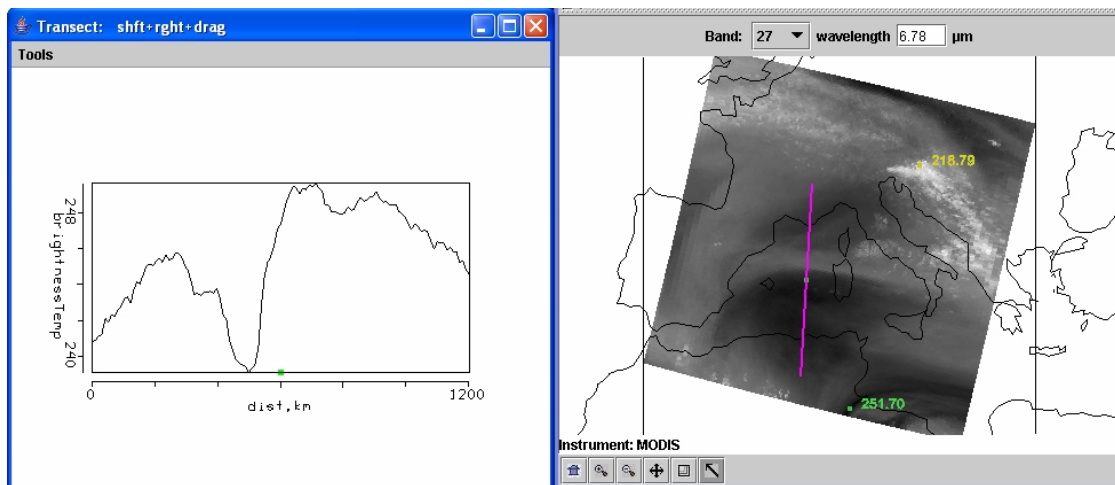 Transect: shft+rght+drag
Tools
248
240
brightnessTemp
0
1200
dist,km
Band: 27 wavelength 6.78 µm
218.79
251.70
Instrument: MODIS